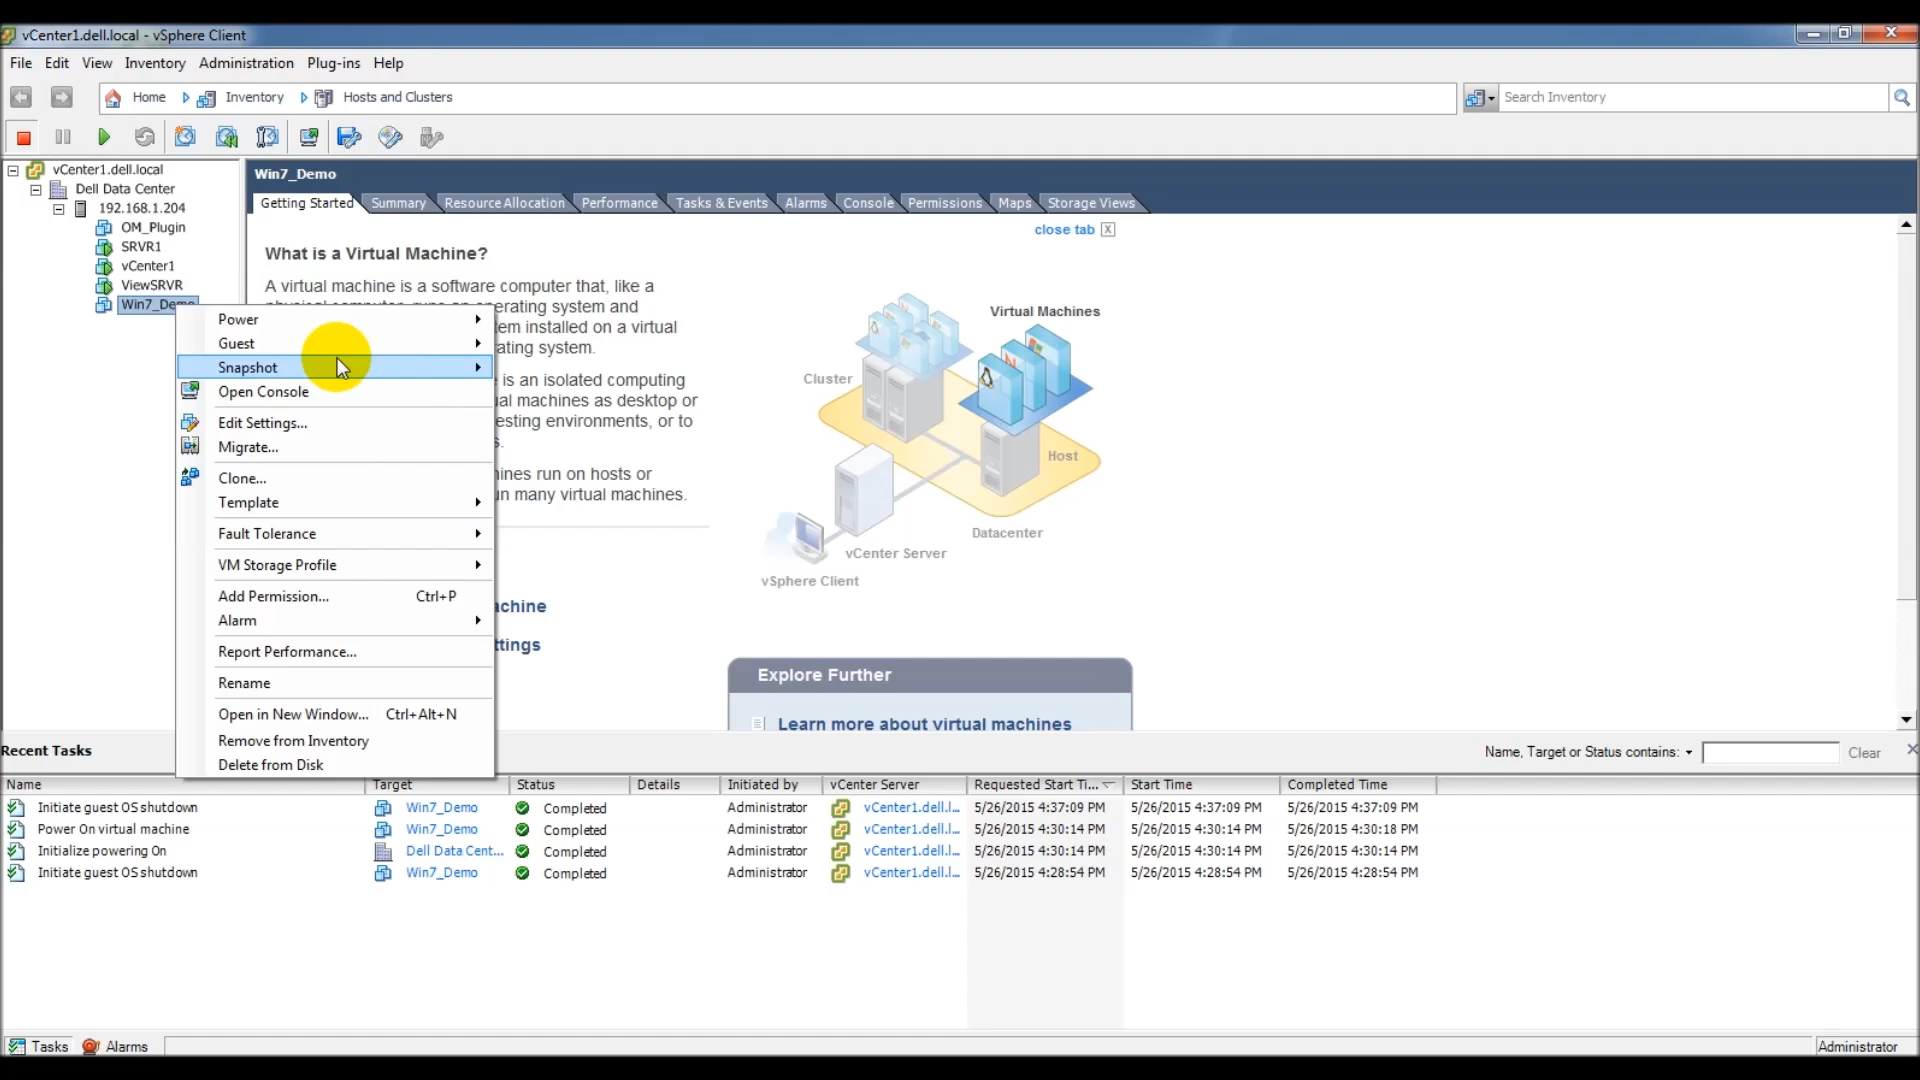 vCenter1.dell.local - vSphere Client
File Edit View Inventory Administration Plug-ins Help
Home Inventory Hosts and Clusters
Search Inventory
vCenter1.dell.local
Dell Data Center
192.168.1.204
OM_Plugin
SRVR1
vCenter1
ViewSRVR
Win7_Demo
Win7_Demo
Getting Started Summary Resource Allocation Performance Tasks & Events Alarms Console Permissions Maps Storage Views
close tab X
What is a Virtual Machine?
A virtual machine is a software computer that, like a
erating system and
em installed on a virtual
ating system.
is an isolated computing
ual machines as desktop or
esting environments, or to
s.
ines run on hosts or
un many virtual machines.
achine
ttings
Power
Guest
Snapshot
Open Console
Edit Settings...
Migrate...
Clone...
Template
Fault Tolerance
VM Storage Profile
Add Permission... Ctrl+P
Alarm
Report Performance...
Rename
Open in New Window... Ctrl+Alt+N
Remove from Inventory
Delete from Disk
Virtual Machines
Cluster
Host
Datacenter
vCenter Server
vSphere Client
Explore Further
Learn more about virtual machines
Recent Tasks
Name, Target or Status contains: Clear
Name Target Status Details Initiated by vCenter Server Requested Start Ti... Start Time Completed Time
Initiate guest OS shutdown Win7_Demo Completed Administrator vCenter1.dell.l... 5/26/2015 4:37:09 PM 5/26/2015 4:37:09 PM 5/26/2015 4:37:09 PM
Power On virtual machine Win7_Demo Completed Administrator vCenter1.dell.l... 5/26/2015 4:30:14 PM 5/26/2015 4:30:14 PM 5/26/2015 4:30:18 PM
Initialize powering On Dell Data Cent... Completed Administrator vCenter1.dell.l... 5/26/2015 4:30:14 PM 5/26/2015 4:30:14 PM 5/26/2015 4:30:14 PM
Initiate guest OS shutdown Win7_Demo Completed Administrator vCenter1.dell.l... 5/26/2015 4:28:54 PM 5/26/2015 4:28:54 PM 5/26/2015 4:28:54 PM
Tasks Alarms
Administrator